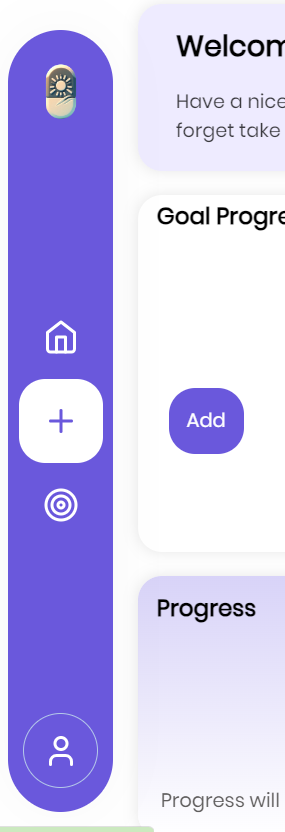 Welcom
Have a nice
forget take
Goal Progre
Add
Progress
Progress will